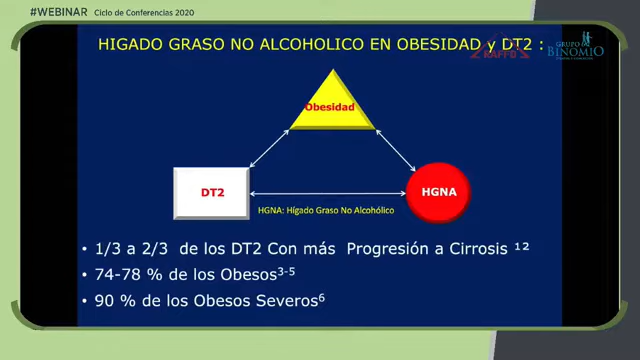 #WEBINAR Ciclo de Conferencias 2020
HIGADO GRASO NO ALCOHOLICO EN OBESIDAD y DT2 :
RAFFO
GRUPO
BINOMIO
Obesidad
DT2
HGNA
HGNA: Hígado Graso No Alcohólico
• 1/3 a 2/3 de los DT2 Con más Progresión a Cirrosis ¹²
• 74-78 % de los Obesos³⁻⁵
• 90 % de los Obesos Severos⁶